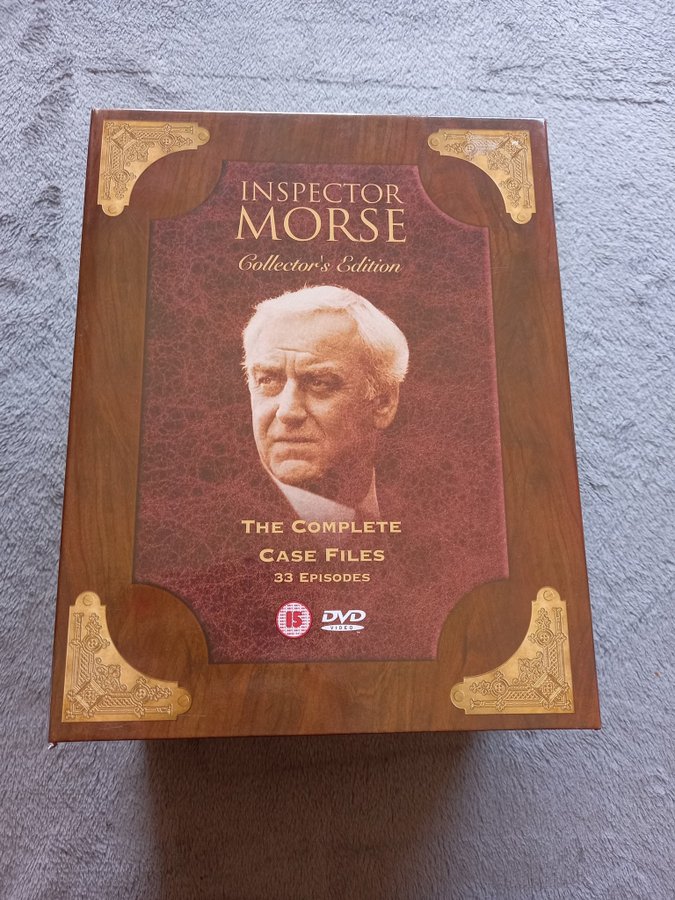 INSPECTOR
MORSE
Collector's Edition
THE COMPLETE
CASE FILES
33 EPISODES
15
DVD
VIDEO